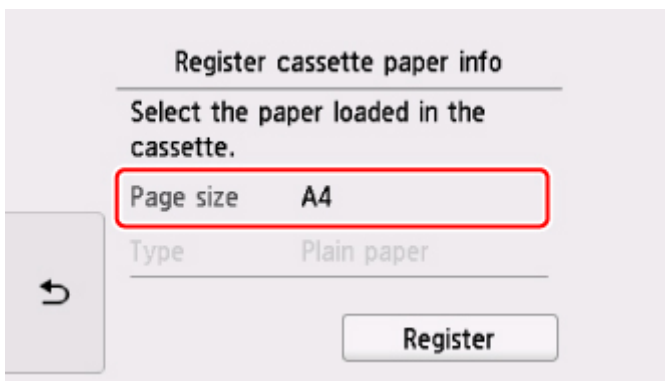 Register cassette paper info
Select the paper loaded in the
cassette.
Page size A4
Type Plain paper
Register